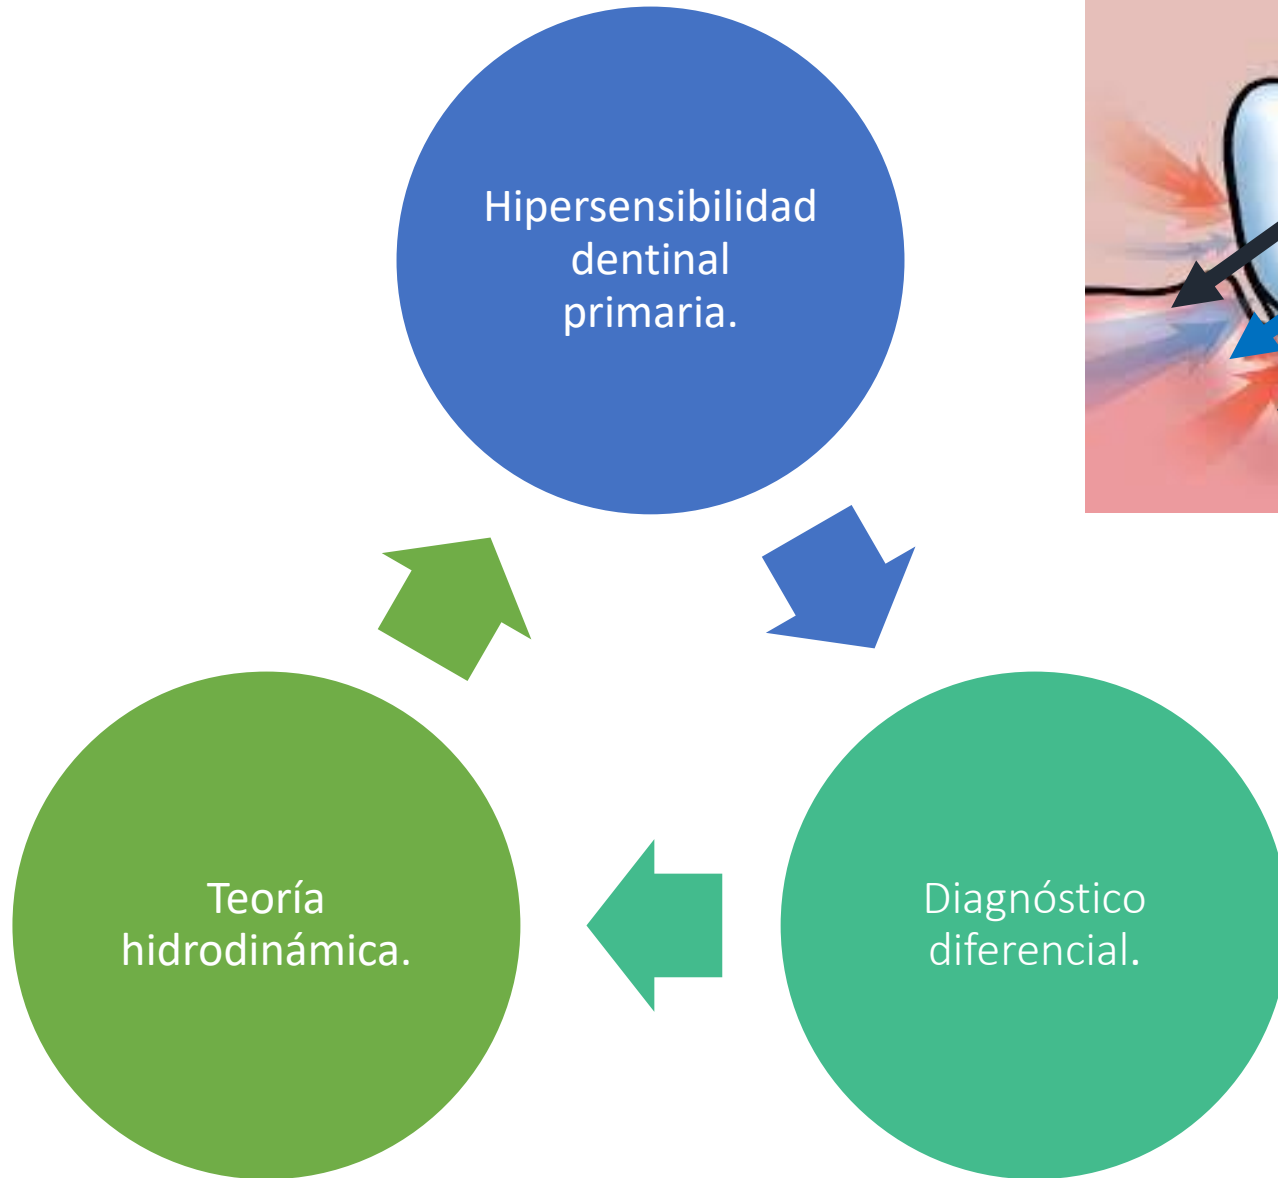 Hipersensibilidad
dentinal
primaria.
Teoría
hidrodinámica.
Diagnóstico
diferencial.